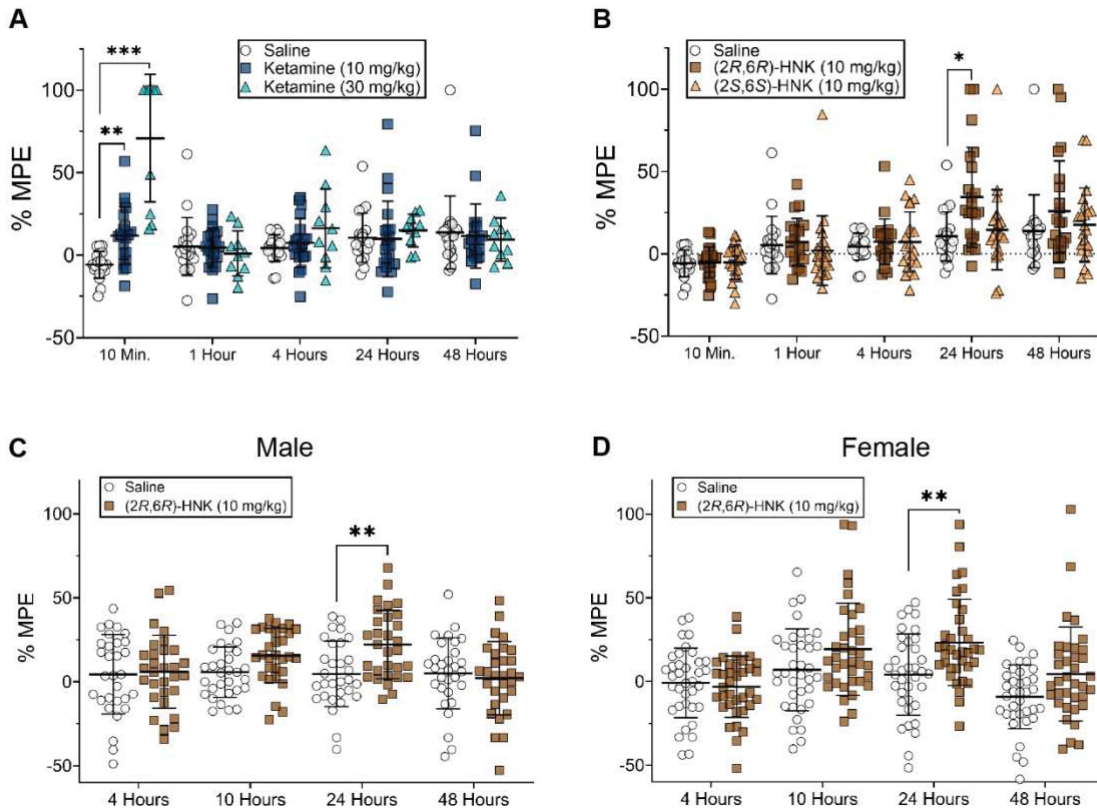 A
***
**
Saline
Ketamine (10 mg/kg)
Ketamine (30 mg/kg)
% MPE
100
50
0
-50
10 Min.
1 Hour
4 Hours
24 Hours
48 Hours
B
*
Saline
(2R,6R)-HNK (10 mg/kg)
(2S,6S)-HNK (10 mg/kg)
% MPE
100
50
0
-50
10 Min.
1 Hour
4 Hours
24 Hours
48 Hours
C
Male
Saline
(2R,6R)-HNK (10 mg/kg)
**
% MPE
100
50
0
-50
4 Hours
10 Hours
24 Hours
48 Hours
D
Female
Saline
(2R,6R)-HNK (10 mg/kg)
**
% MPE
100
50
0
-50
4 Hours
10 Hours
24 Hours
48 Hours